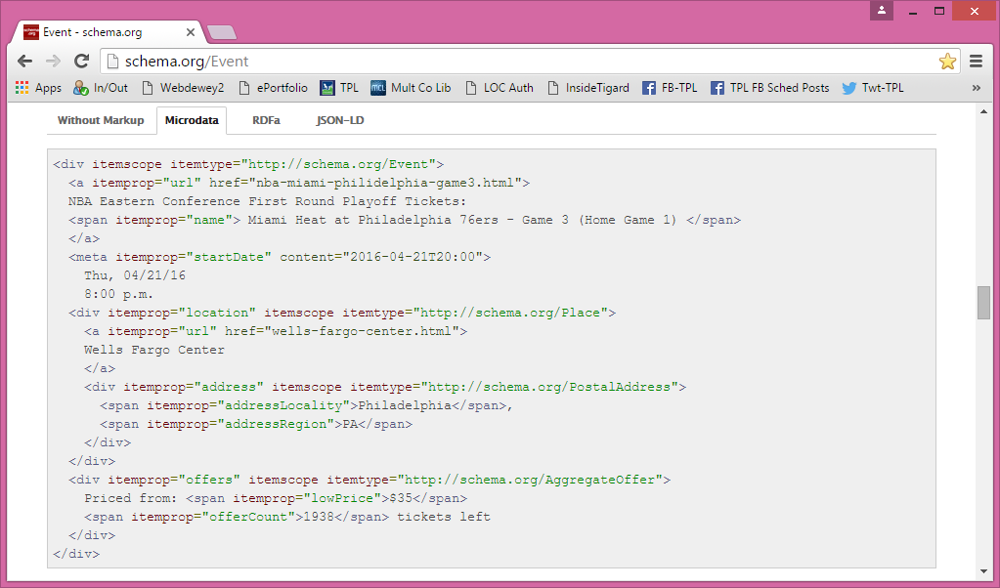 Event - schema.org
schema.org/Event
Apps In/Out Webdewey2 ePortfolio TPL Mult Co Lib LOC Auth InsideTigard FB-TPL TPL FB Sched Posts Twt-TPL »
Without Markup Microdata RDFa JSON-LD
<div itemscope itemtype="http://schema.org/Event">
<a itemprop="url" href="nba-miami-philidelphia-game3.html">
NBA Eastern Conference First Round Playoff Tickets:
<span itemprop="name"> Miami Heat at Philadelphia 76ers - Game 3 (Home Game 1) </span>
</a>
<meta itemprop="startDate" content="2016-04-21T20:00">
Thu, 04/21/16
8:00 p.m.
<div itemprop="location" itemscope itemtype="http://schema.org/Place">
<a itemprop="url" href="wells-fargo-center.html">
Wells Fargo Center
</a>
<div itemprop="address" itemscope itemtype="http://schema.org/PostalAddress">
<span itemprop="addressLocality">Philadelphia</span>,
<span itemprop="addressRegion">PA</span>
</div>
</div>
<div itemprop="offers" itemscope itemtype="http://schema.org/AggregateOffer">
Priced from: <span itemprop="lowPrice">$35</span>
<span itemprop="offerCount">1938</span> tickets left
</div>
</div>